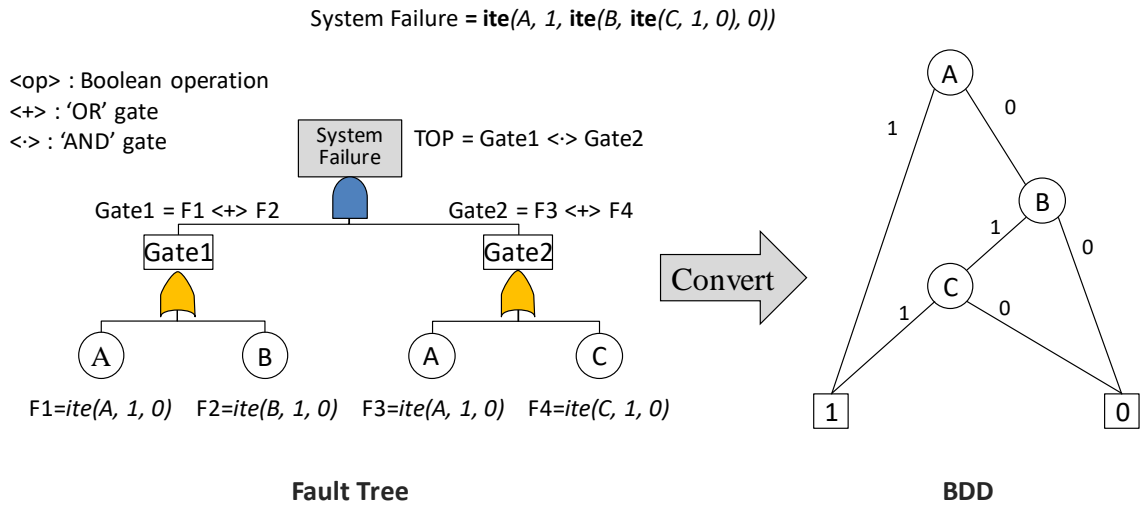 System Failure = ite(A, 1, ite(B, ite(C, 1, 0), 0))
<op> : Boolean operation
<+> : ‘OR’ gate
<·> : ‘AND’ gate
System
Failure
TOP = Gate1 <·> Gate2
Gate1 = F1 <+> F2
Gate2 = F3 <+> F4
Gate1
Gate2
A
B
A
C
F1=ite(A, 1, 0)
F2=ite(B, 1, 0)
F3=ite(A, 1, 0)
F4=ite(C, 1, 0)
Fault Tree
Convert
A
1
0
B
1
0
C
1
0
1
0
BDD